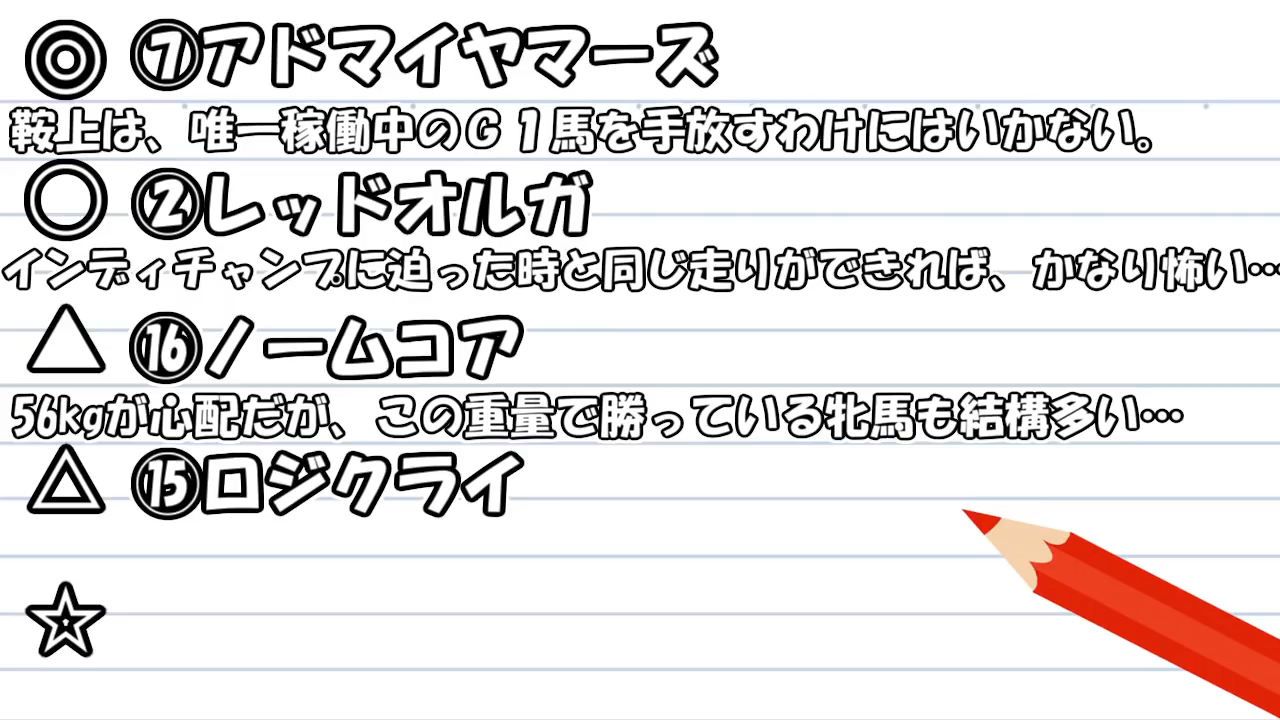 ◎ ⑦アドマイヤマーズ
鞍上は、唯一稼働中のG1馬を手放すわけにはいかない。
○ ②レッドオルガ
インディチャンプに迫った時と同じ走りができれば、かなり怖い…
△ ⑯ノームコア
56kgが心配だが、この重量で勝っている牝馬も結構多い…
△ ⑮ロジクライ
☆